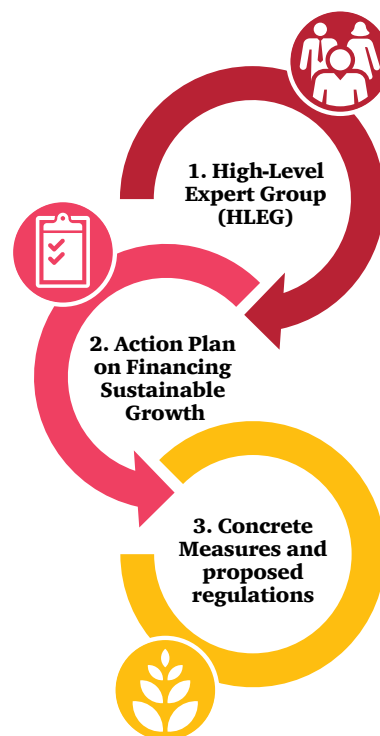 1. High-Level
Expert Group
(HLEG)
2. Action Plan
on Financing
Sustainable
Growth
3. Concrete
Measures and
proposed
regulations